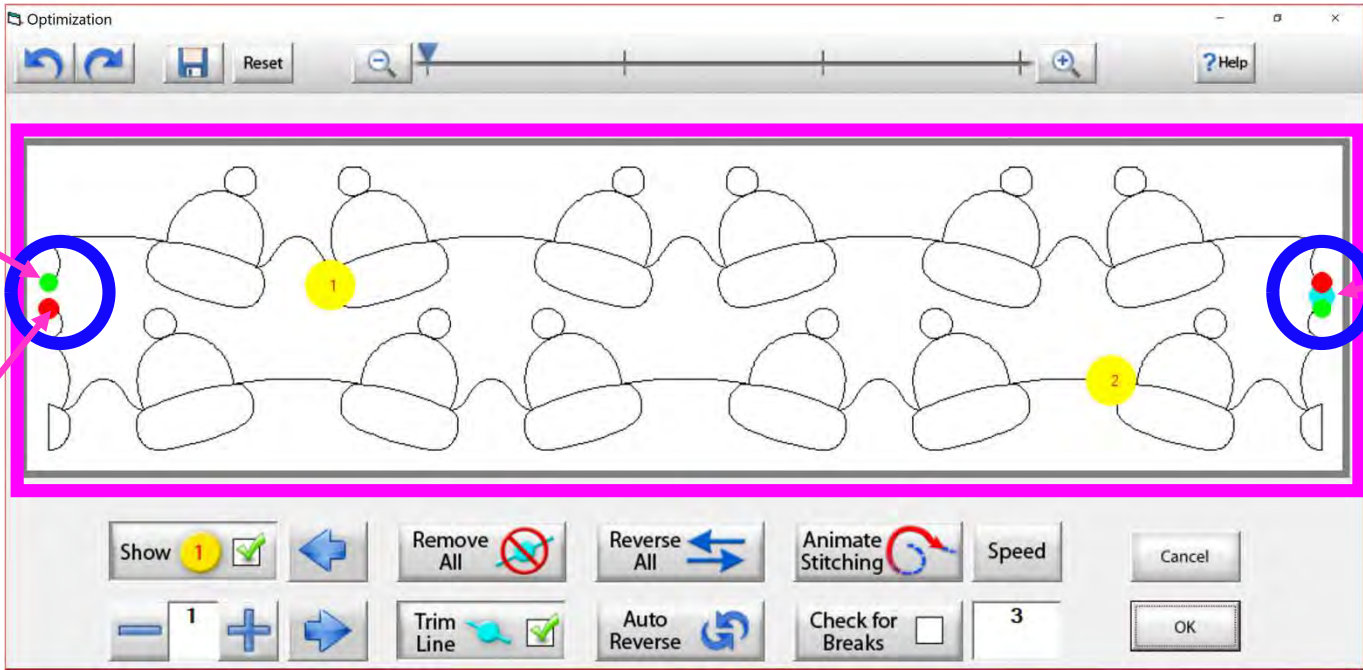 Optimization
Reset
? Help
1
2
Show 1
Remove All
Reverse All
Animate Stitching
Speed
Cancel
1
Trim Line
Auto Reverse
Check for Breaks
3
OK